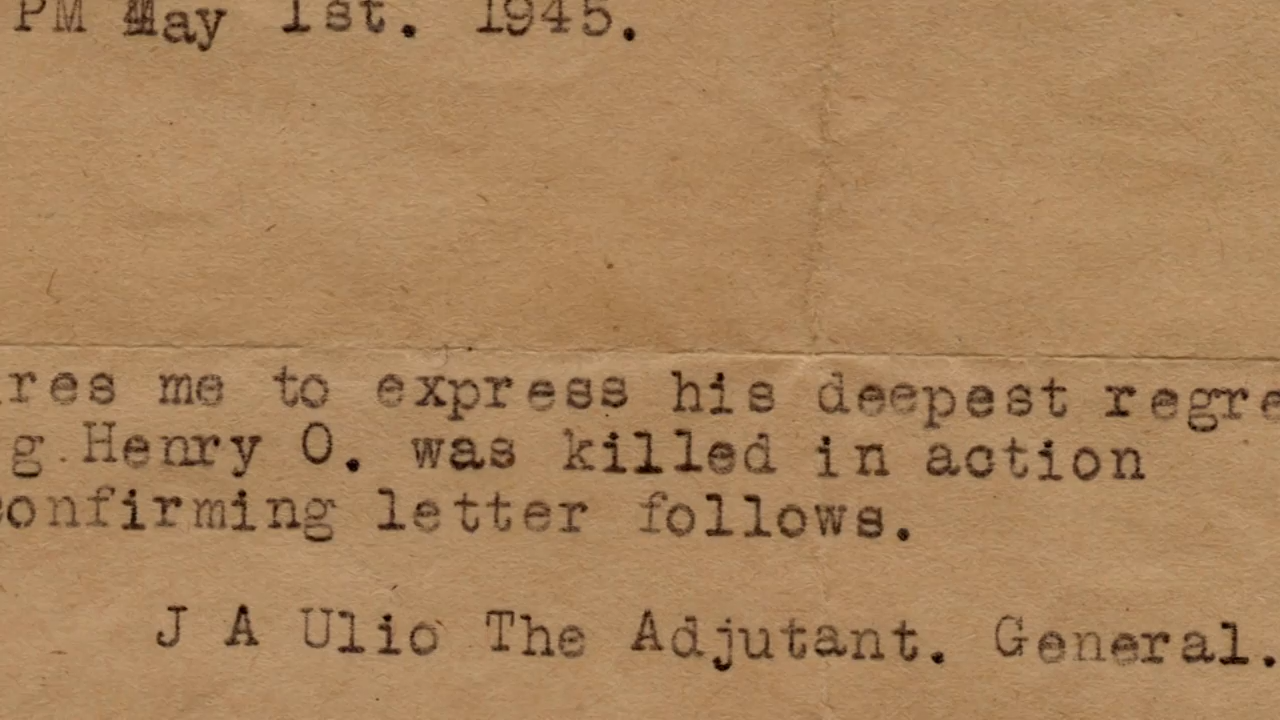 PM May 1st. 1945.
res me to express his deepest regre
g Henry O. was killed in action
onfirming letter follows.
J A Ulio The Adjutant. General.